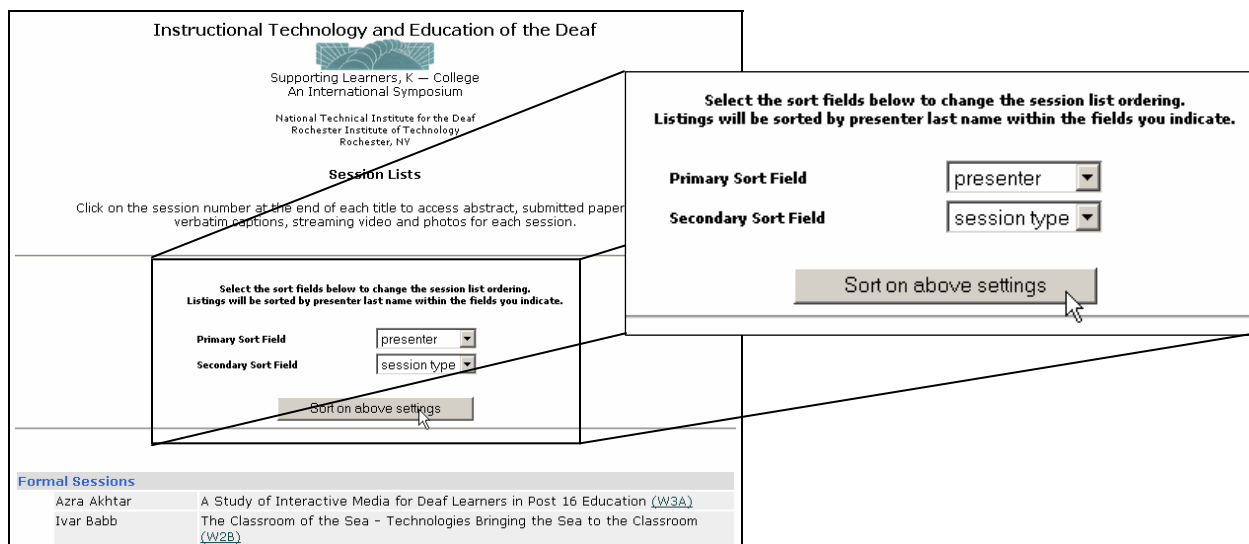 Instructional Technology and Education of the Deaf
Supporting Learners, K — College
An International Symposium
National Technical Institute for the Deaf
Rochester Institute of Technology
Rochester, NY
Session Lists
Click on the session number at the end of each title to access abstract, submitted paper
verbatim captions, streaming video and photos for each session.
Select the sort fields below to change the session list ordering.
Listings will be sorted by presenter last name within the fields you indicate.
Primary Sort Field presenter
Secondary Sort Field session type
Sort on above settings
Formal Sessions
Azra Akhtar A Study of Interactive Media for Deaf Learners in Post 16 Education (W3A)
Ivar Babb The Classroom of the Sea - Technologies Bringing the Sea to the Classroom
(W2B)
Select the sort fields below to change the session list ordering.
Listings will be sorted by presenter last name within the fields you indicate.
Primary Sort Field presenter
Secondary Sort Field session type
Sort on above settings